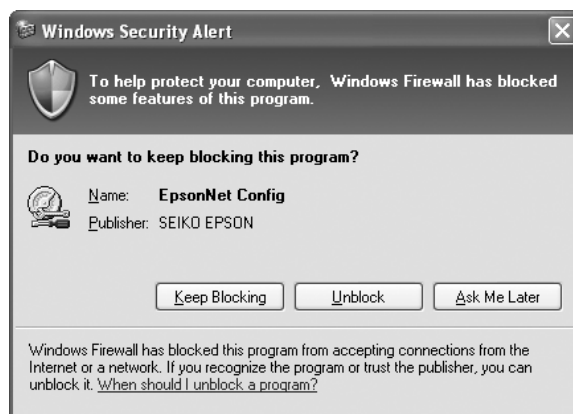 Windows Security Alert
To help protect your computer, Windows Firewall has blocked
some features of this program.
Do you want to keep blocking this program?
Name: EpsonNet Config
Publisher: SEIKO EPSON
Keep Blocking Unblock Ask Me Later
Windows Firewall has blocked this program from accepting connections from the
Internet or a network. If you recognize the program or trust the publisher, you can
unblock it. When should I unblock a program?